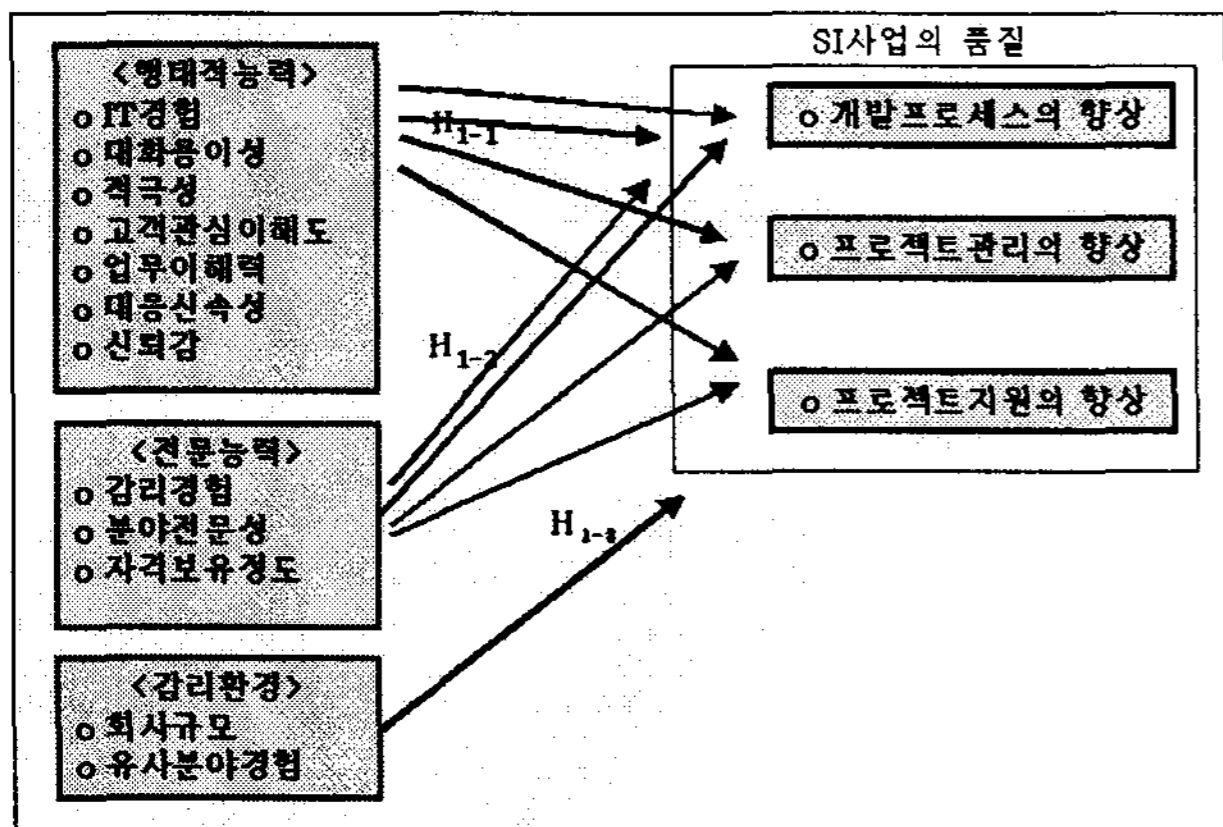 SI사업의 품질
<행태적능력>
o IT경험
o 대화용이성
o 적극성
o 고객관심이해도
o 업무이해력
o 대응신속성
o 신뢰감
H1-1
o 개발프로세스의 향상
o 프로젝트관리의 향상
o 프로젝트지원의 향상
H1-2
<전문능력>
o 감리경험
o 분야전문성
o 자격보유정도
H1-3
<감리환경>
o 회사규모
o 유사분야경험